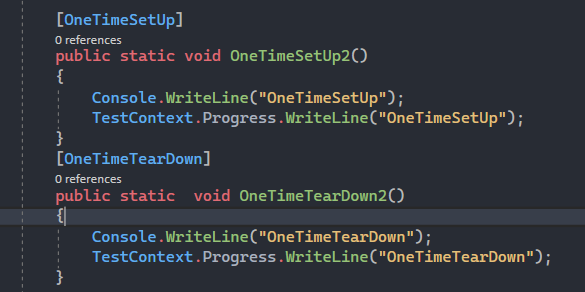 [OneTimeSetUp]
0 references
public static void OneTimeSetUp2()
{
Console.WriteLine("OneTimeSetUp");
TestContext.Progress.WriteLine("OneTimeSetUp");
}
[OneTimeTearDown]
0 references
public static  void OneTimeTearDown2()
{
Console.WriteLine("OneTimeTearDown");
TestContext.Progress.WriteLine("OneTimeTearDown");
}